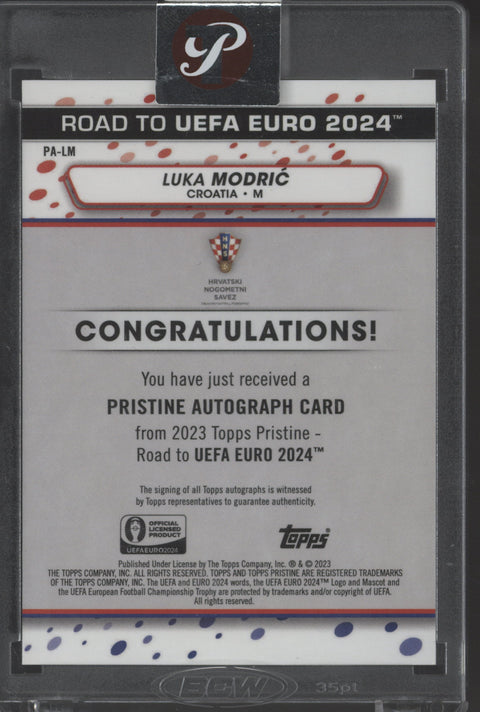 P
ROAD TO UEFA EURO 2024™
PA-LM
LUKA MODRIĆ
CROATIA • M
HNS
HRVATSKI
NOGOMETNI
SAVEZ
CONGRATULATIONS!
You have just received a
PRISTINE AUTOGRAPH CARD
from 2023 Topps Pristine -
Road to UEFA EURO 2024™
The signing of all Topps autographs is witnessed
by Topps representatives to guarantee authenticity.
OFFICIAL
LICENSED
PRODUCT
UEFAEURO2024
Topps
Published Under License by The Topps Company, Inc. ® & © 2023
THE TOPPS COMPANY, INC. ALL RIGHTS RESERVED. TOPPS AND TOPPS PRISTINE ARE REGISTERED TRADEMARKS
OF THE TOPPS COMPANY, INC. The UEFA and EURO 2024 words, the UEFA EURO 2024™ Logo and Mascot and
the UEFA European Football Championship Trophy are protected by trademarks and/or copyright of UEFA.
All rights reserved.
BCW
35pt